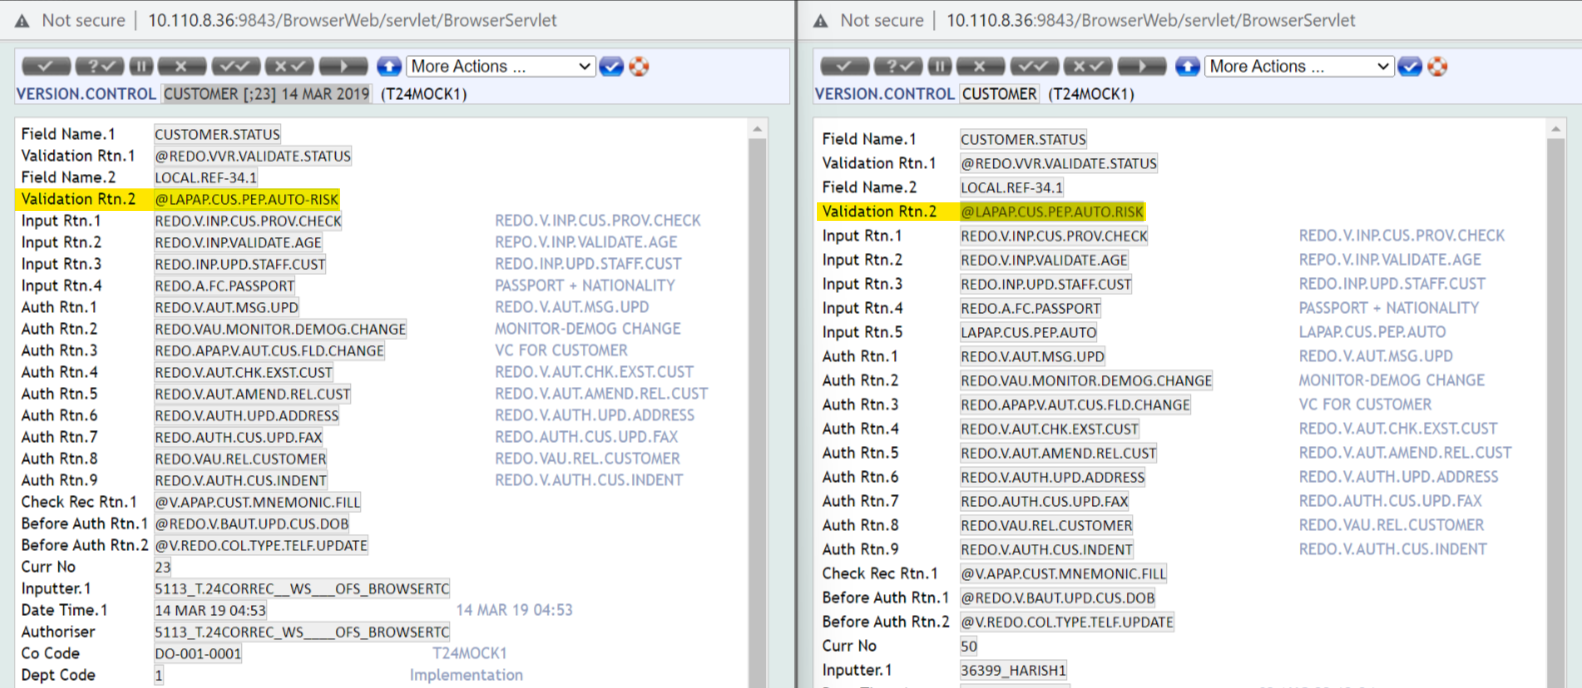 Not secure | 10.110.8.36:9843/BrowserWeb/servlet/BrowserServlet
More Actions ...
VERSION.CONTROL CUSTOMER [;23] 14 MAR 2019 (T24MOCK1)
Field Name.1 CUSTOMER.STATUS
Validation Rtn.1 @REDO.VVR.VALIDATE.STATUS
Field Name.2 LOCAL.REF-34.1
Validation Rtn.2 @LAPAP.CUS.PEP.AUTO-RISK
Input Rtn.1 REDO.V.INP.CUS.PROV.CHECK REDO.V.INP.CUS.PROV.CHECK
Input Rtn.2 REDO.V.INP.VALIDATE.AGE REPO.V.INP.VALIDATE.AGE
Input Rtn.3 REDO.INP.UPD.STAFF.CUST REDO.INP.UPD.STAFF.CUST
Input Rtn.4 REDO.A.FC.PASSPORT PASSPORT + NATIONALITY
Auth Rtn.1 REDO.V.AUT.MSG.UPD REDO.V.AUT.MSG.UPD
Auth Rtn.2 REDO.VAU.MONITOR.DEMOG.CHANGE MONITOR-DEMOG CHANGE
Auth Rtn.3 REDO.APAP.V.AUT.CUS.FLD.CHANGE VC FOR CUSTOMER
Auth Rtn.4 REDO.V.AUT.CHK.EXST.CUST REDO.V.AUT.CHK.EXST.CUST
Auth Rtn.5 REDO.V.AUT.AMEND.REL.CUST REDO.V.AUT.AMEND.REL.CUST
Auth Rtn.6 REDO.V.AUTH.UPD.ADDRESS REDO.V.AUTH.UPD.ADDRESS
Auth Rtn.7 REDO.AUTH.CUS.UPD.FAX REDO.AUTH.CUS.UPD.FAX
Auth Rtn.8 REDO.VAU.REL.CUSTOMER REDO.VAU.REL.CUSTOMER
Auth Rtn.9 REDO.V.AUTH.CUS.INDENT REDO.V.AUTH.CUS.INDENT
Check Rec Rtn.1 @V.APAP.CUST.MNEMONIC.FILL
Before Auth Rtn.1 @REDO.V.BAUT.UPD.CUS.DOB
Before Auth Rtn.2 @V.REDO.COL.TYPE.TELF.UPDATE
Curr No 23
Inputter.1 5113_T.24CORREC__WS___OFS_BROWSERTC
Date Time.1 14 MAR 19 04:53 14 MAR 19 04:53
Authoriser 5113_T.24CORREC_WS____OFS_BROWSERTC
Co Code DO-001-0001 T24MOCK1
Dept Code 1 Implementation
Not secure | 10.110.8.36:9843/BrowserWeb/servlet/BrowserServlet
More Actions ...
VERSION.CONTROL CUSTOMER (T24MOCK1)
Field Name.1 CUSTOMER.STATUS
Validation Rtn.1 @REDO.VVR.VALIDATE.STATUS
Field Name.2 LOCAL.REF-34.1
Validation Rtn.2 @LAPAP.CUS.PEP.AUTO.RISK
Input Rtn.1 REDO.V.INP.CUS.PROV.CHECK REDO.V.INP.CUS.PROV.CHECK
Input Rtn.2 REDO.V.INP.VALIDATE.AGE REPO.V.INP.VALIDATE.AGE
Input Rtn.3 REDO.INP.UPD.STAFF.CUST REDO.INP.UPD.STAFF.CUST
Input Rtn.4 REDO.A.FC.PASSPORT PASSPORT + NATIONALITY
Input Rtn.5 LAPAP.CUS.PEP.AUTO LAPAP.CUS.PEP.AUTO
Auth Rtn.1 REDO.V.AUT.MSG.UPD REDO.V.AUT.MSG.UPD
Auth Rtn.2 REDO.VAU.MONITOR.DEMOG.CHANGE MONITOR-DEMOG CHANGE
Auth Rtn.3 REDO.APAP.V.AUT.CUS.FLD.CHANGE VC FOR CUSTOMER
Auth Rtn.4 REDO.V.AUT.CHK.EXST.CUST REDO.V.AUT.CHK.EXST.CUST
Auth Rtn.5 REDO.V.AUT.AMEND.REL.CUST REDO.V.AUT.AMEND.REL.CUST
Auth Rtn.6 REDO.V.AUTH.UPD.ADDRESS REDO.V.AUTH.UPD.ADDRESS
Auth Rtn.7 REDO.AUTH.CUS.UPD.FAX REDO.AUTH.CUS.UPD.FAX
Auth Rtn.8 REDO.VAU.REL.CUSTOMER REDO.VAU.REL.CUSTOMER
Auth Rtn.9 REDO.V.AUTH.CUS.INDENT REDO.V.AUTH.CUS.INDENT
Check Rec Rtn.1 @V.APAP.CUST.MNEMONIC.FILL
Before Auth Rtn.1 @REDO.V.BAUT.UPD.CUS.DOB
Before Auth Rtn.2 @V.REDO.COL.TYPE.TELF.UPDATE
Curr No 50
Inputter.1 36399_HARISH1